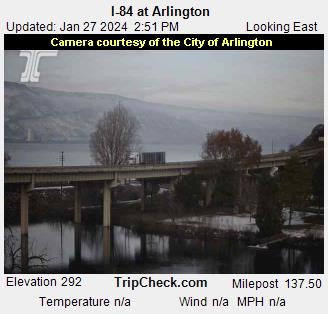 I-84 at Arlington
Updated: Jan 27 2024 2:51 PM Looking East
Camera courtesy of the City of Arlington
Elevation 292 TripCheck.com Milepost 137.50
Temperature n/a Wind n/a MPH n/a